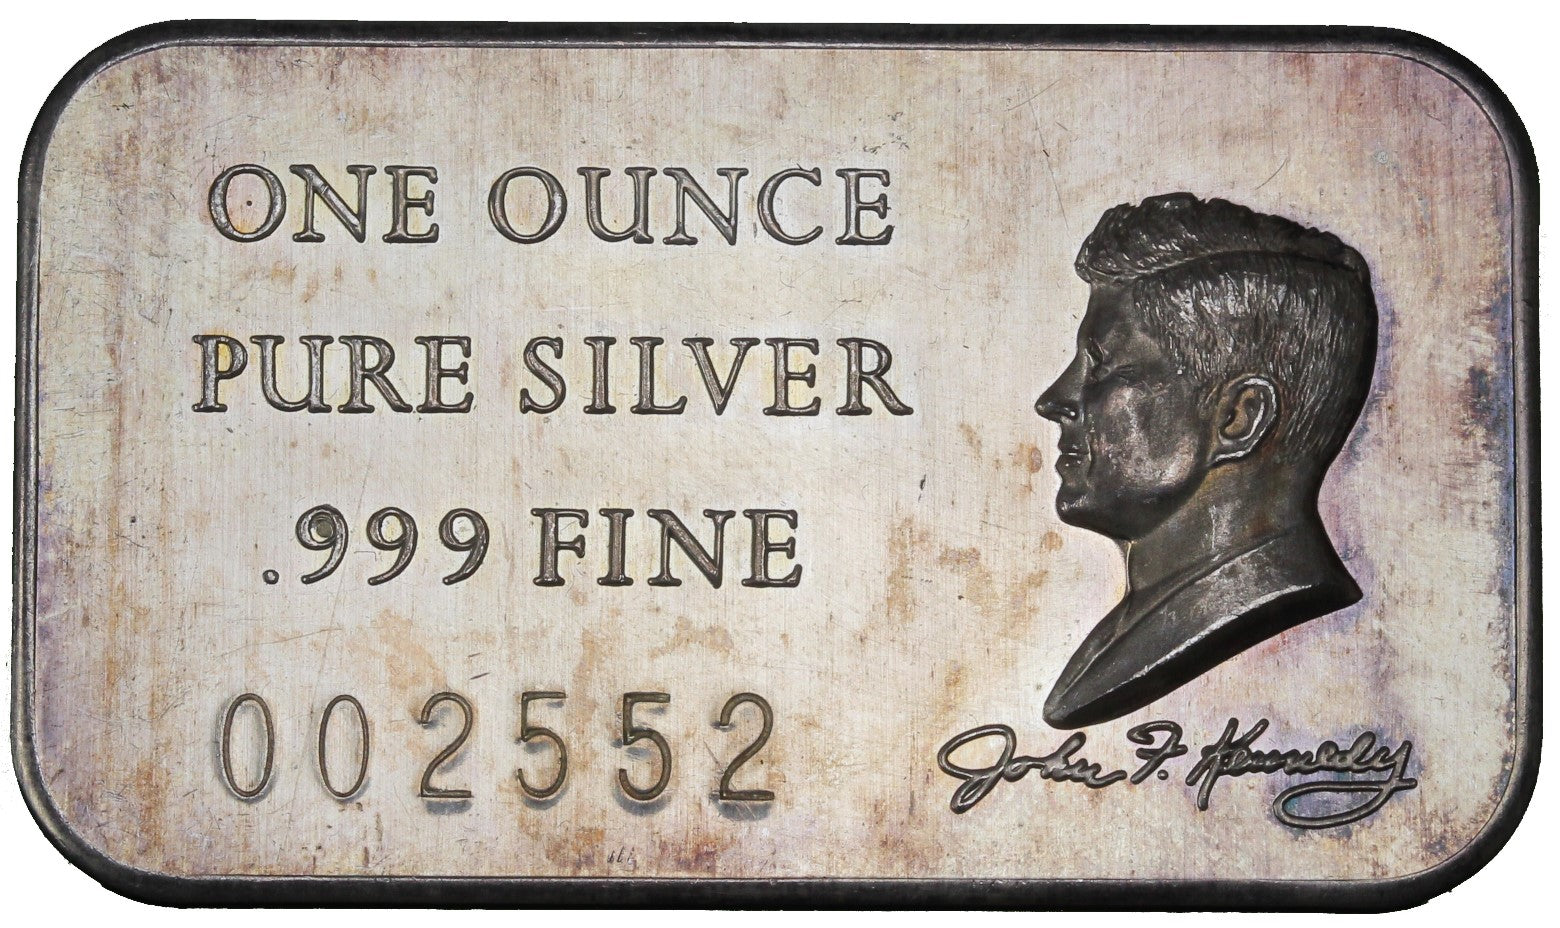 ONE OUNCE
PURE SILVER
.999 FINE
002552
John F. Kennedy